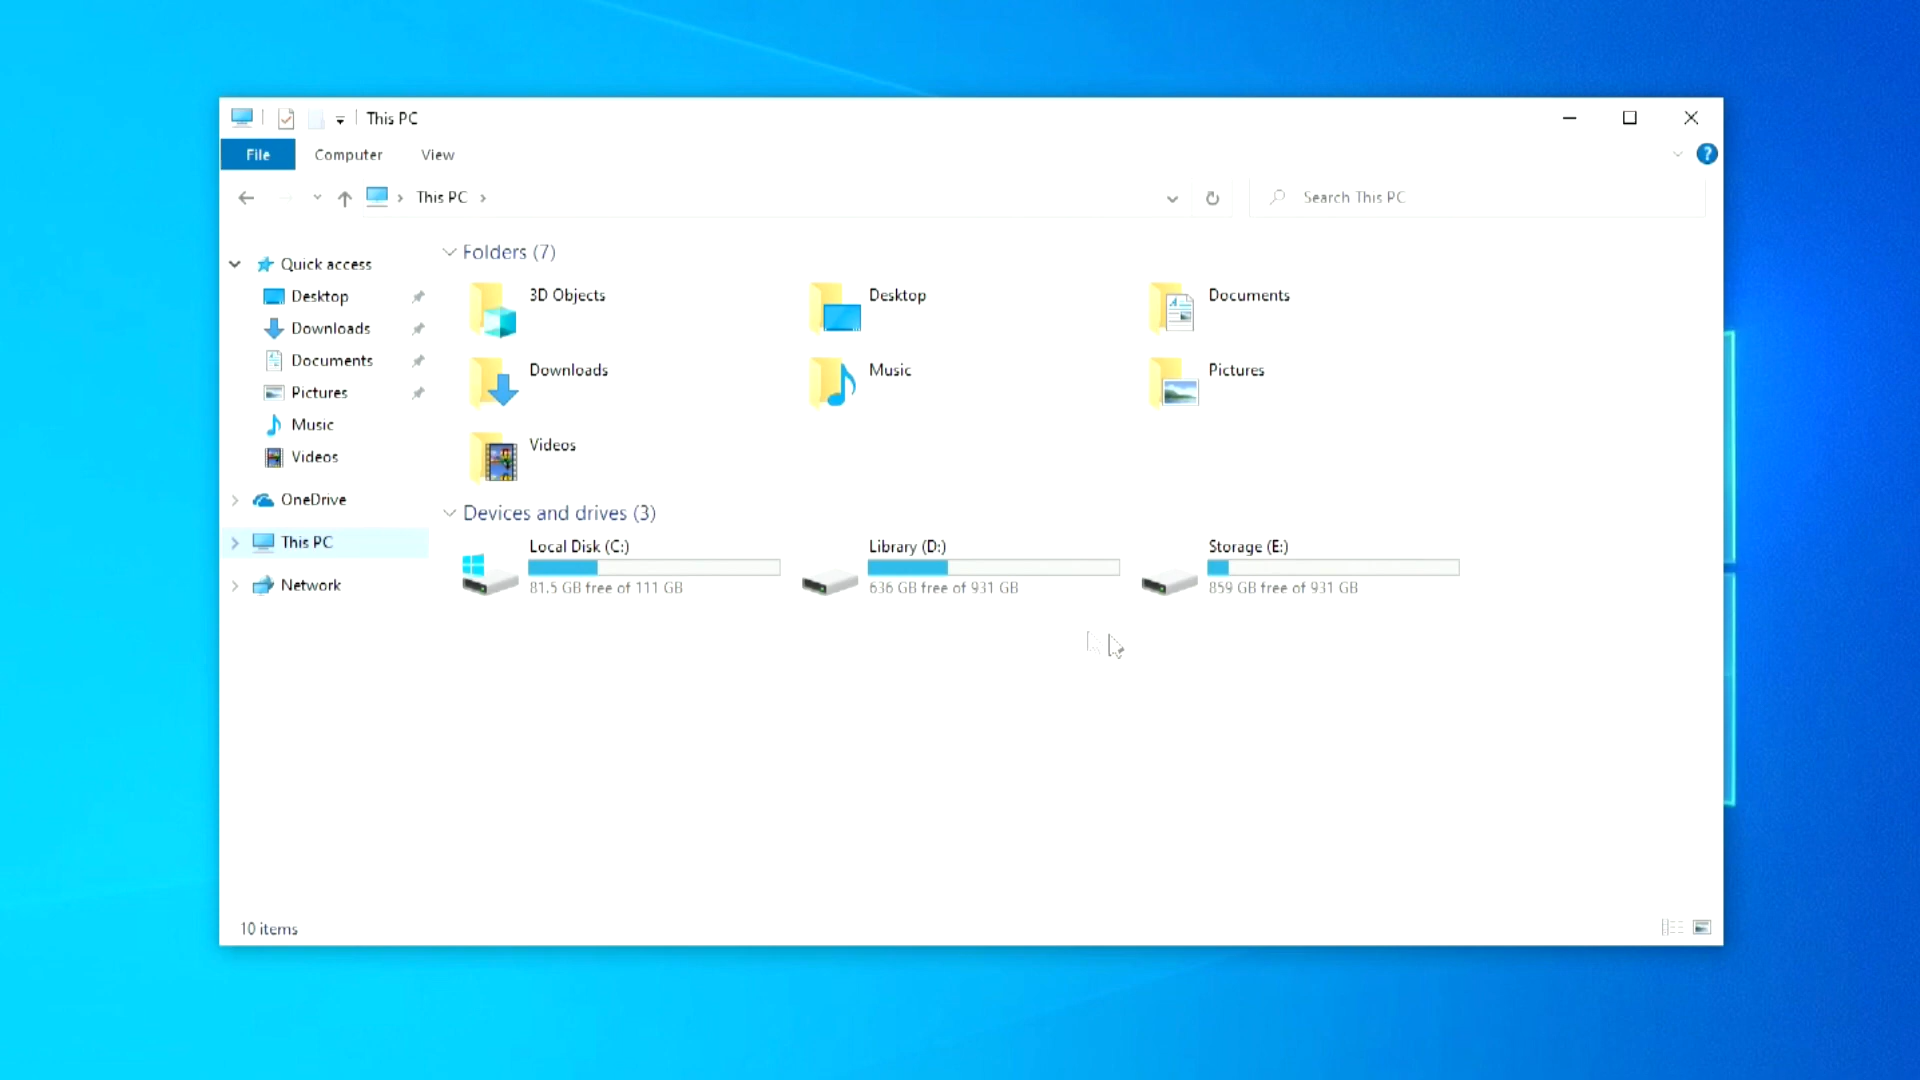 This PC
File Computer View
This PC
Search This PC
Quick access
Desktop
Downloads
Documents
Pictures
Music
Videos
OneDrive
This PC
Network
Folders (7)
3D Objects
Desktop
Documents
Downloads
Music
Pictures
Videos
Devices and drives (3)
Local Disk (C:)
81.5 GB free of 111 GB
Library (D:)
636 GB free of 931 GB
Storage (E:)
859 GB free of 931 GB
10 items